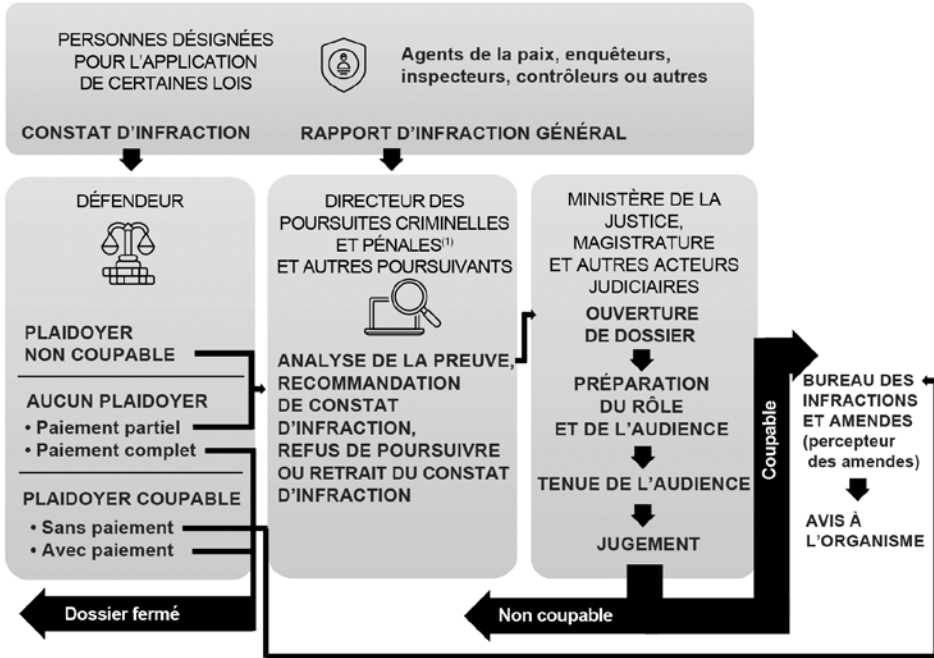 PERSONNES DÉSIGNÉES
POUR L'APPLICATION
DE CERTAINES LOIS
Agents de la paix, enquêteurs,
inspecteurs, contrôleurs ou autres
CONSTAT D'INFRACTION
RAPPORT D'INFRACTION GÉNÉRAL
DÉFENDEUR
PLAIDOYER
NON COUPABLE
AUCUN PLAIDOYER
• Paiement partiel
• Paiement complet
PLAIDOYER COUPABLE
• Sans paiement
• Avec paiement
Dossier fermé
DIRECTEUR DES
POURSUITES CRIMINELLES
ET PÉNALES(1)
ET AUTRES POURSUIVANTS
ANALYSE DE LA PREUVE,
RECOMMANDATION
DE CONSTAT
D'INFRACTION,
REFUS DE POURSUIVRE
OU RETRAIT DU CONSTAT
D'INFRACTION
MINISTÈRE DE LA
JUSTICE,
MAGISTRATURE
ET AUTRES ACTEURS
JUDICIAIRES
OUVERTURE
DE DOSSIER
PRÉPARATION
DU RÔLE
ET DE L'AUDIENCE
TENUE DE L'AUDIENCE
JUGEMENT
Non coupable
Coupable
BUREAU DES
INFRACTIONS
ET AMENDES
(percepteur
des amendes)
AVIS À
L'ORGANISME